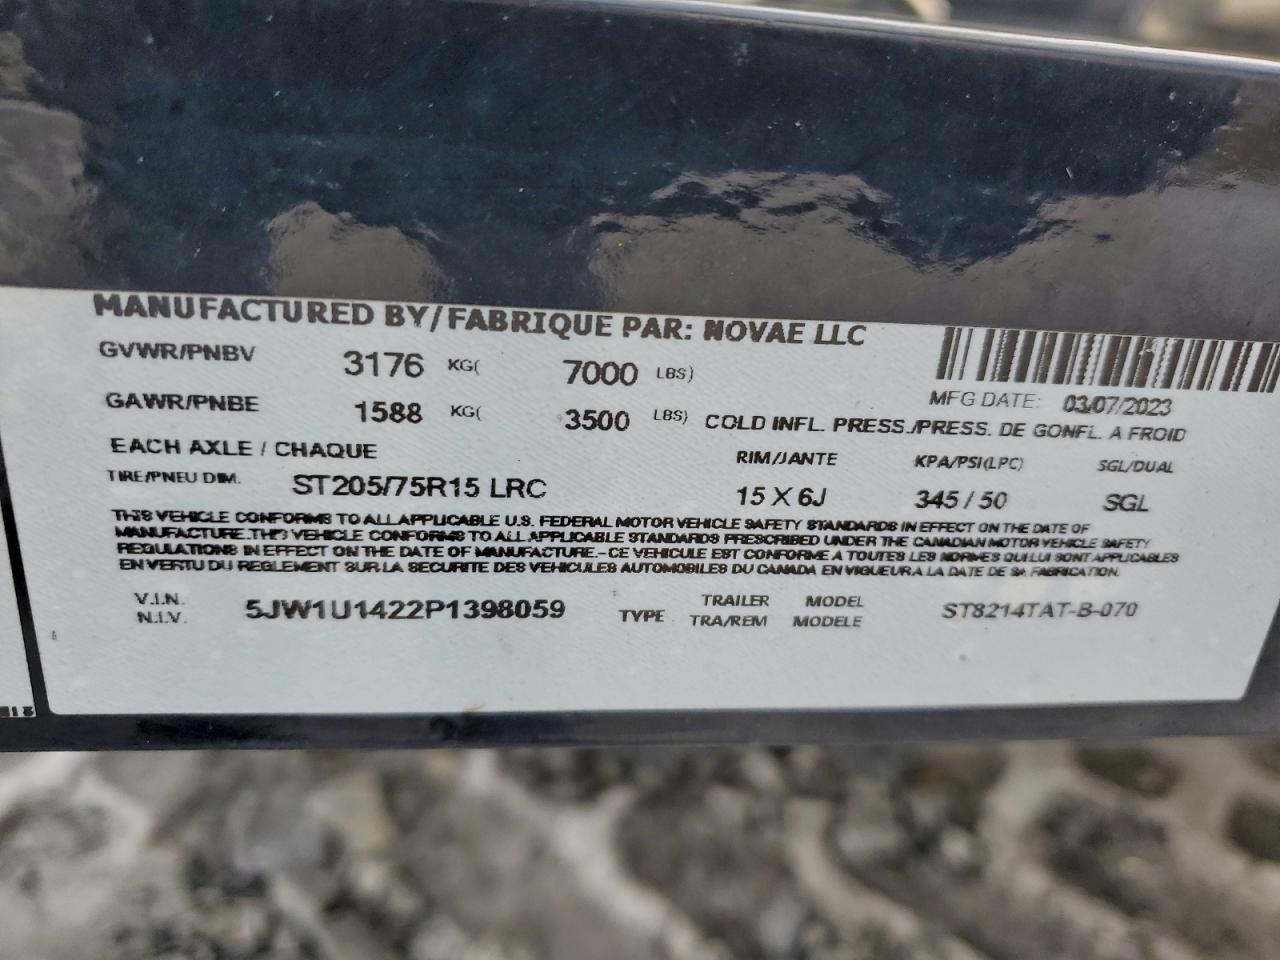 MANUFACTURED BY/FABRIQUE PAR: NOVAE LLC
GVWR/PNBV 3176 KG( 7000 LBS)
MFG DATE: 03/07/2023
GAWR/PNBE 1588 KG( 3500 LBS) COLD INFL. PRESS./PRESS. DE GONFL. A FROID
EACH AXLE / CHAQUE RIM/JANTE KPA/PSI(LPC) SGL/DUAL
TIRE/PNEU DIM. ST205/75R15 LRC 15 X 6J 345 / 50 SGL
THIS VEHICLE CONFORMS TO ALL APPLICABLE U.S. FEDERAL MOTOR VEHICLE SAFETY STANDARDS IN EFFECT ON THE DATE OF
MANUFACTURE.THIS VEHICLE CONFORMS TO ALL APPLICABLE STANDARDS PRESCRIBED UNDER THE CANADIAN MOTOR VEHICLE SAFETY
REGULATIONS IN EFFECT ON THE DATE OF MANUFACTURE.-CE VEHICULE EST CONFORME A TOUTES LES NORMES QUI LUI SONT APPLICABLES
EN VERTU DU REGLEMENT SUR LA SECURITE DES VEHICULES AUTOMOBILES DU CANADA EN VIGUEUR A LA DATE DE SA FABRICATION.
V.I.N. 5JW1U1422P1398059 TYPE TRAILER MODEL ST8214TAT-B-070
N.I.V. TRA/REM MODELE